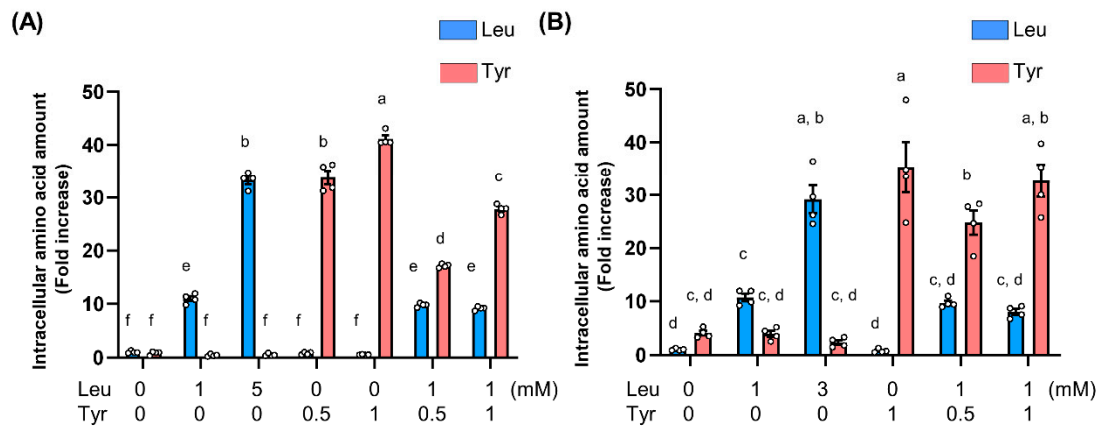 (A)
Leu
Tyr
Intracellular amino acid amount
(Fold increase)
50
40
30
20
10
0
f f e f b f f b f a e d e c
Leu 0 1 5 0 0 1 1 (mM)
Tyr 0 0 0 0.5 1 0.5 1
(B)
Leu
Tyr
Intracellular amino acid amount
(Fold increase)
50
40
30
20
10
0
d c, d c c, d a, b c, d d a c, d b c, d a, b
Leu 0 1 3 0 1 1 (mM)
Tyr 0 0 0 1 0.5 1